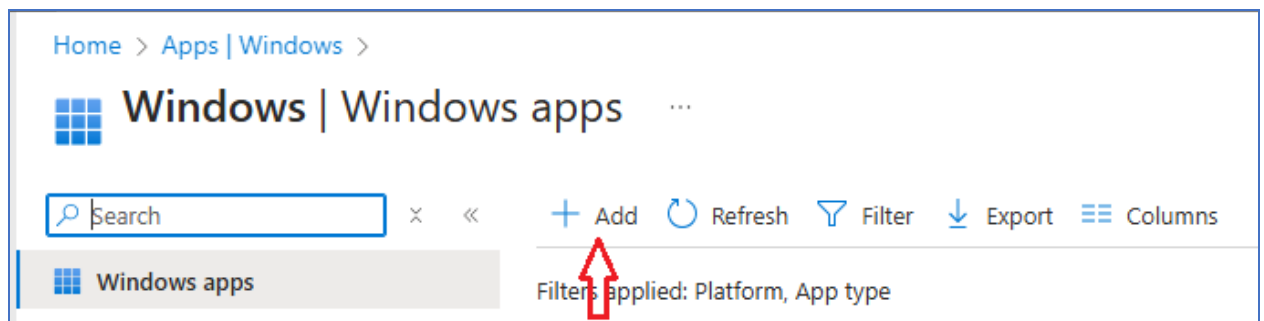 Home > Apps | Windows >
Windows | Windows apps ...
Search
+ Add Refresh Filter Export Columns
Windows apps
Filters applied: Platform, App type